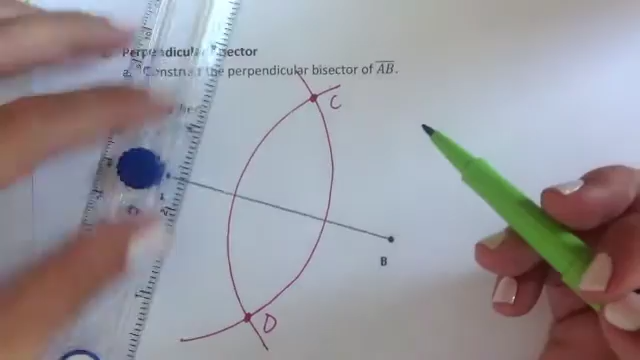 Perpendicular Bisector
a. Construct the perpendicular bisector of AB.
C
B
D